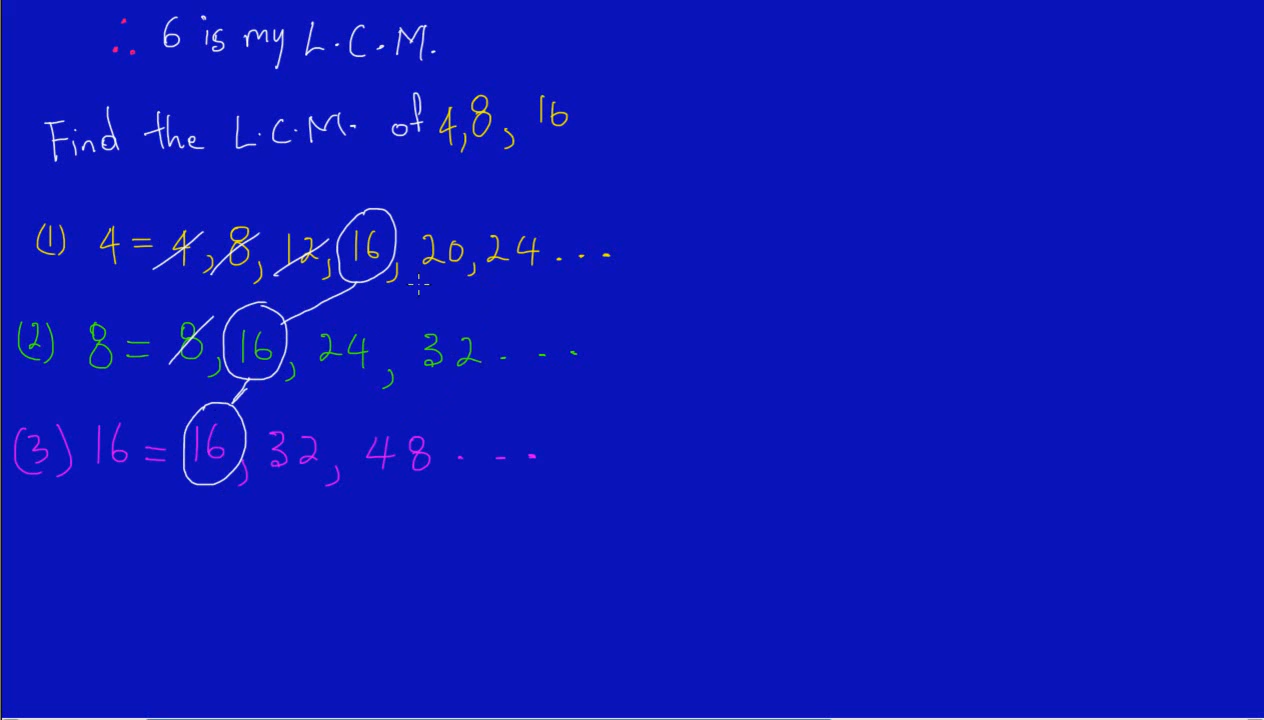 ∴ 6 is my L.C.M.
Find the L.C.M. of 4,8, 16
(1) 4 = 4, 8, 12, 16, 20, 24 ...
(2) 8 = 8, 16, 24, 32 ...
(3) 16 = 16, 32, 48 ...